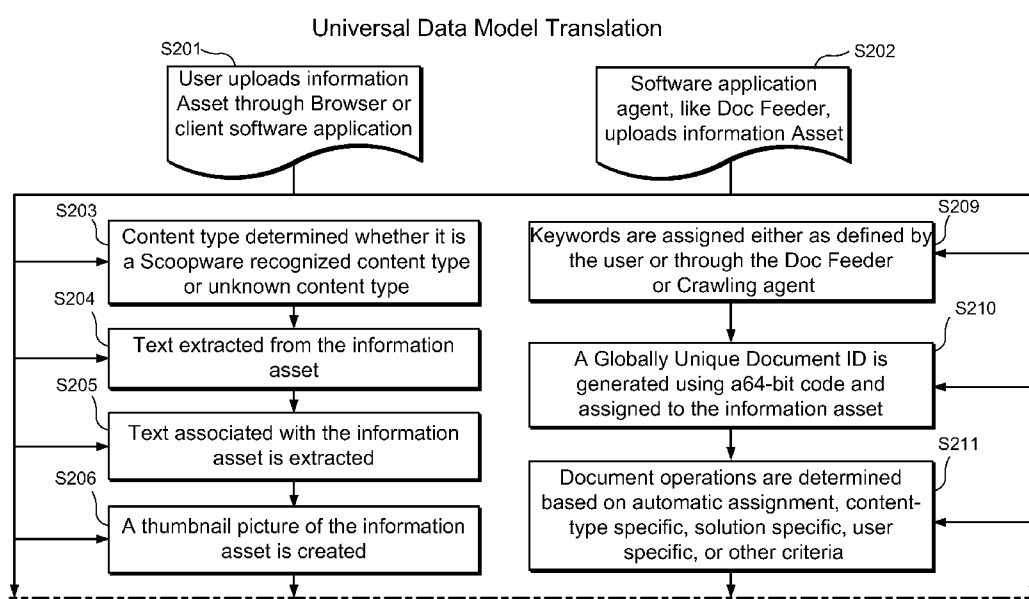 Universal Data Model Translation
S201
User uploads information
Asset through Browser or
client software application
S202
Software application
agent, like Doc Feeder,
uploads information Asset
S203
Content type determined whether it is
a Scoopware recognized content type
or unknown content type
S204
Text extracted from the information
asset
S205
Text associated with the information
asset is extracted
S206
A thumbnail picture of the information
asset is created
S209
Keywords are assigned either as defined by
the user or through the Doc Feeder
or Crawling agent
S210
A Globally Unique Document ID is
generated using a64-bit code and
assigned to the information asset
S211
Document operations are determined
based on automatic assignment, content-
type specific, solution specific, user
specific, or other criteria